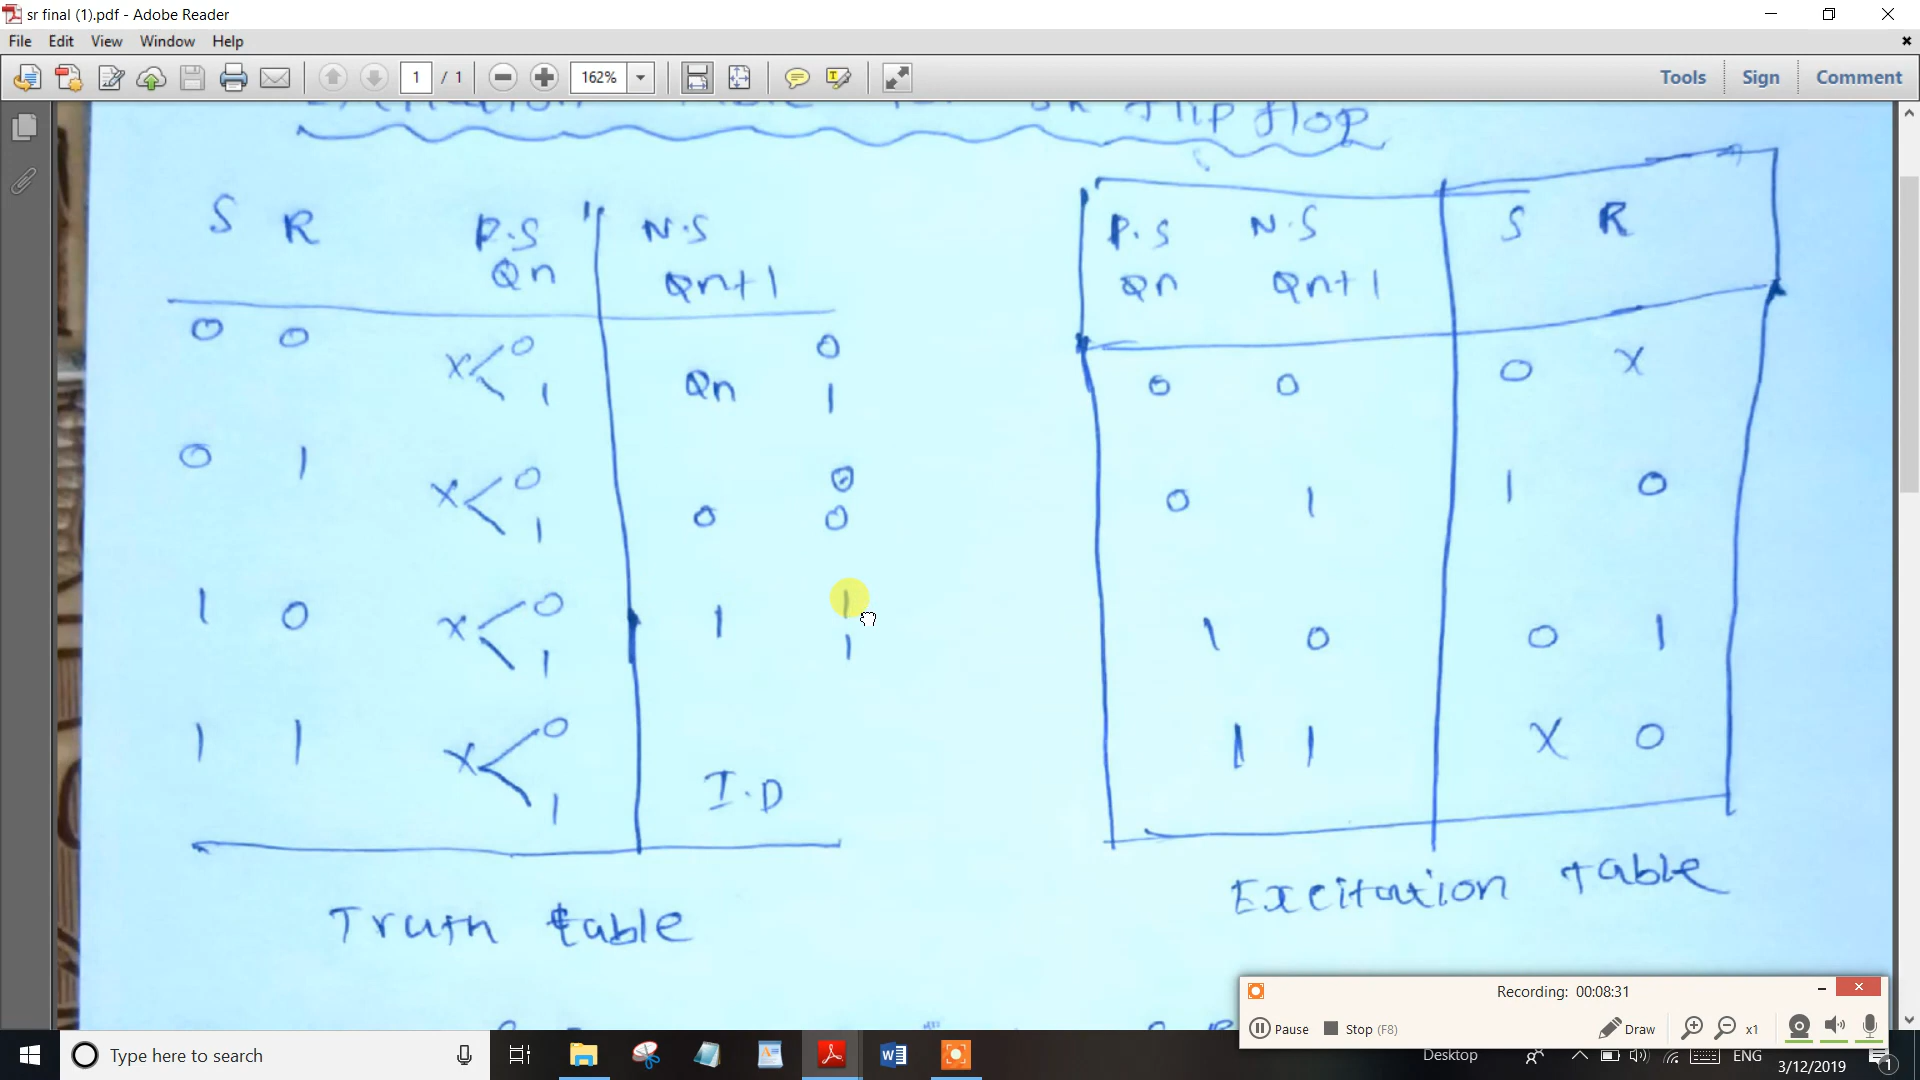 sr final (1).pdf - Adobe Reader
File Edit View Window Help
1 / 1 162% Tools Sign Comment
flip flop
S R P.S N.S
Qn Qn+1
0 0 X 0 Qn 0
1 1
0 1 X 0 0 0
1 0
1 0 X 0 1 1
1 1
1 1 X 0
1 I.D
Truth table
P.S N.S S R
Qn Qn+1
0 0 0 X
0 1 1 0
1 0 0 1
1 1 X 0
Excitation table
Recording: 00:08:31
Pause Stop (F8) Draw x1
Type here to search
Desktop ENG
3/12/2019 1